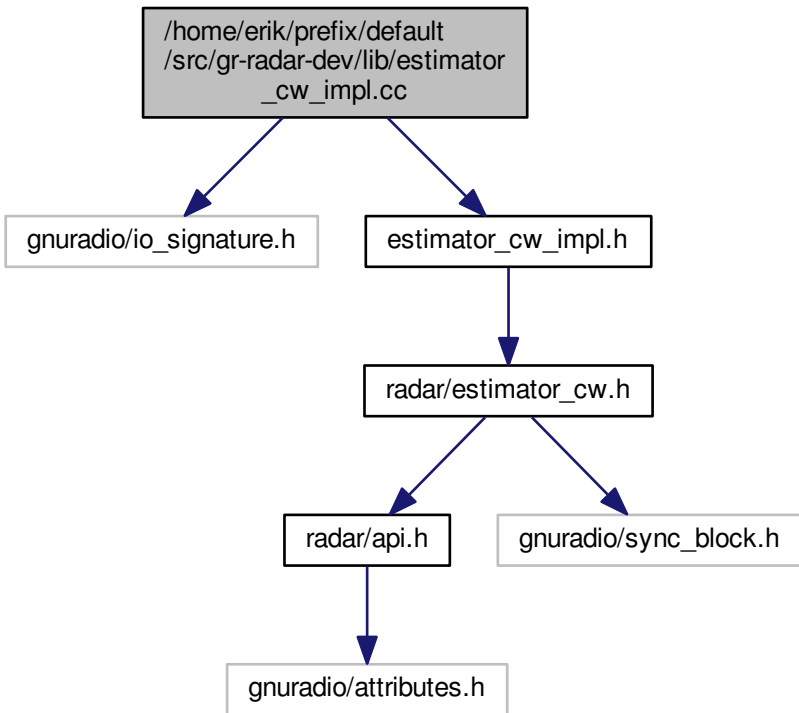 /home/erik/prefix/default
/src/gr-radar-dev/lib/estimator
_cw_impl.cc
gnuradio/io_signature.h
estimator_cw_impl.h
radar/estimator_cw.h
radar/api.h
gnuradio/sync_block.h
gnuradio/attributes.h